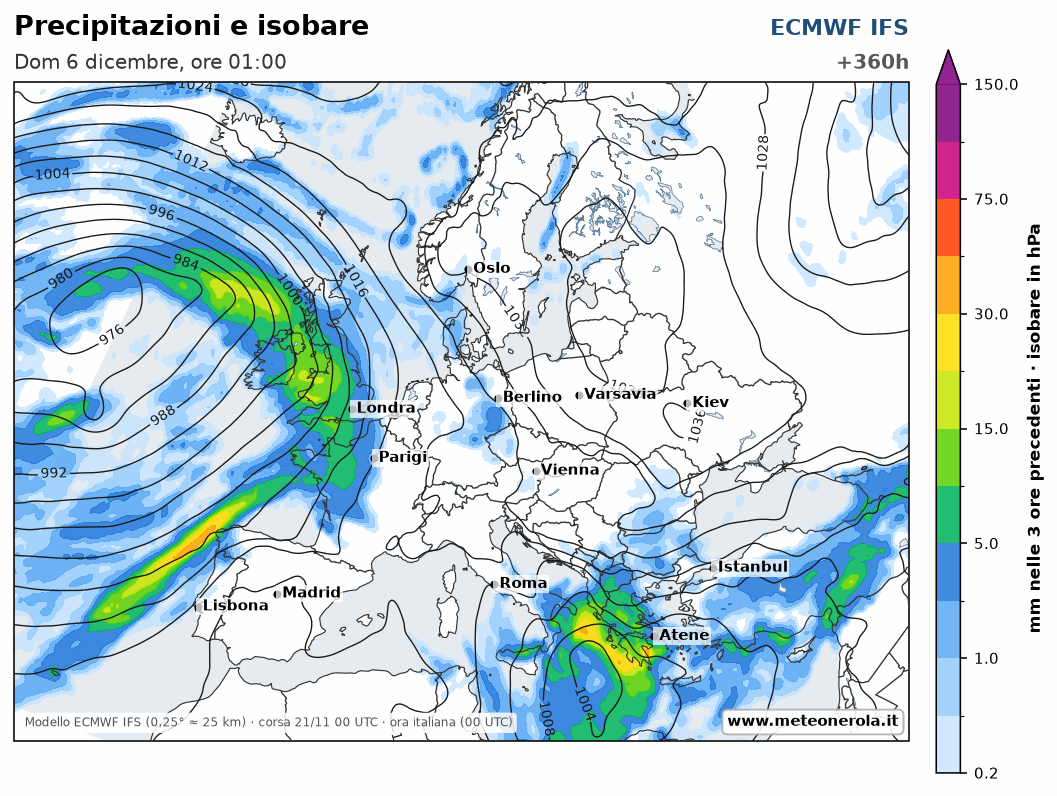 Precipitazioni e isobare
ECMWF IFS
Dom 6 dicembre, ore 01:00
+360h
1024
1012
1004
996
984
980
976
1000
1016
988
992
1028
1036
1004
1008
Oslo
Londra
Berlino
Varsavia
Kiev
Parigi
Vienna
Istanbul
Roma
Madrid
Lisbona
Atene
Modello ECMWF IFS (0,25° ≈ 25 km) · corsa 21/11 00 UTC · ora italiana (00 UTC)
www.meteonerola.it
150.0
75.0
30.0
15.0
5.0
1.0
0.2
mm nelle 3 ore precedenti · isobare in hPa